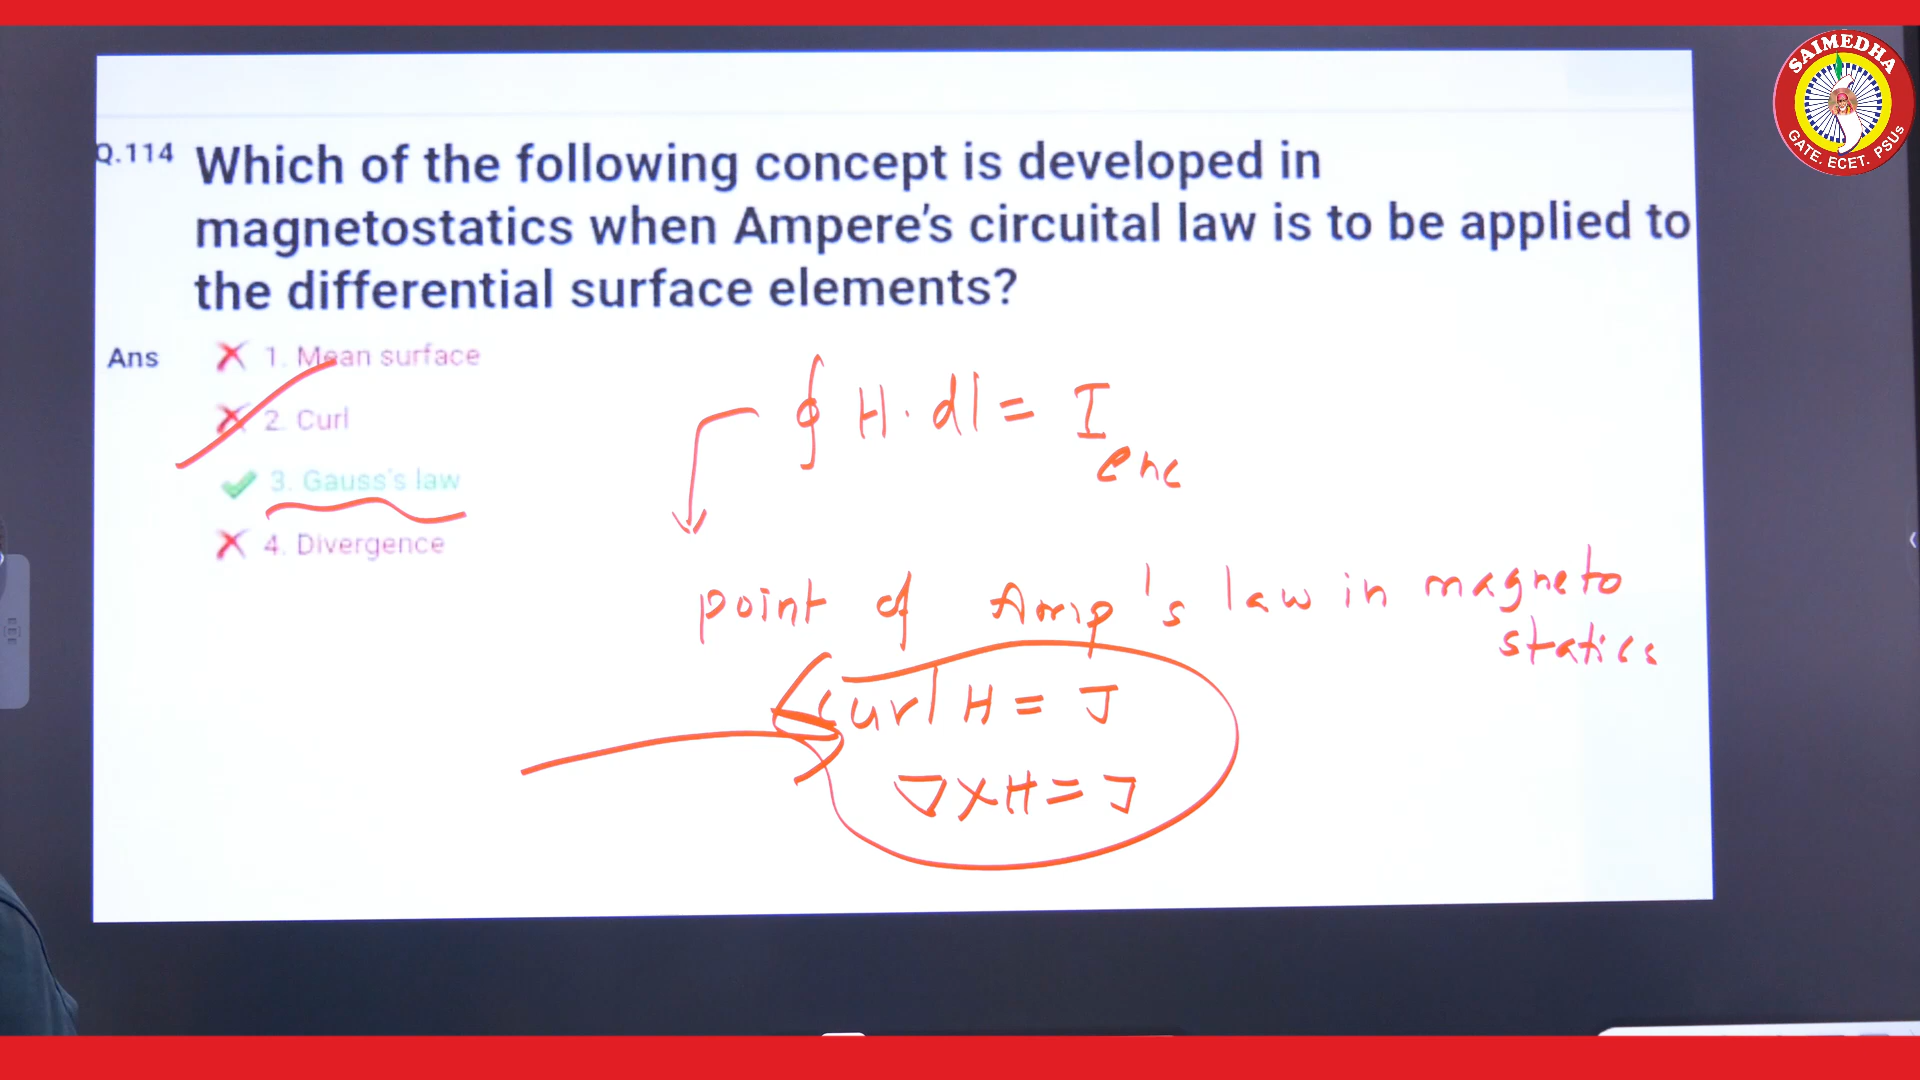 SAIMEDHA
GATE. ECET. PSUs
Q.114 Which of the following concept is developed in
magnetostatics when Ampere's circuital law is to be applied to
the differential surface elements?
Ans
1. Mean surface
2. Curl
3. Gauss's law
4. Divergence
∮ H · dl = I enc
point of Amp's law in magneto
statics
Curl H = J
∇ X H = J